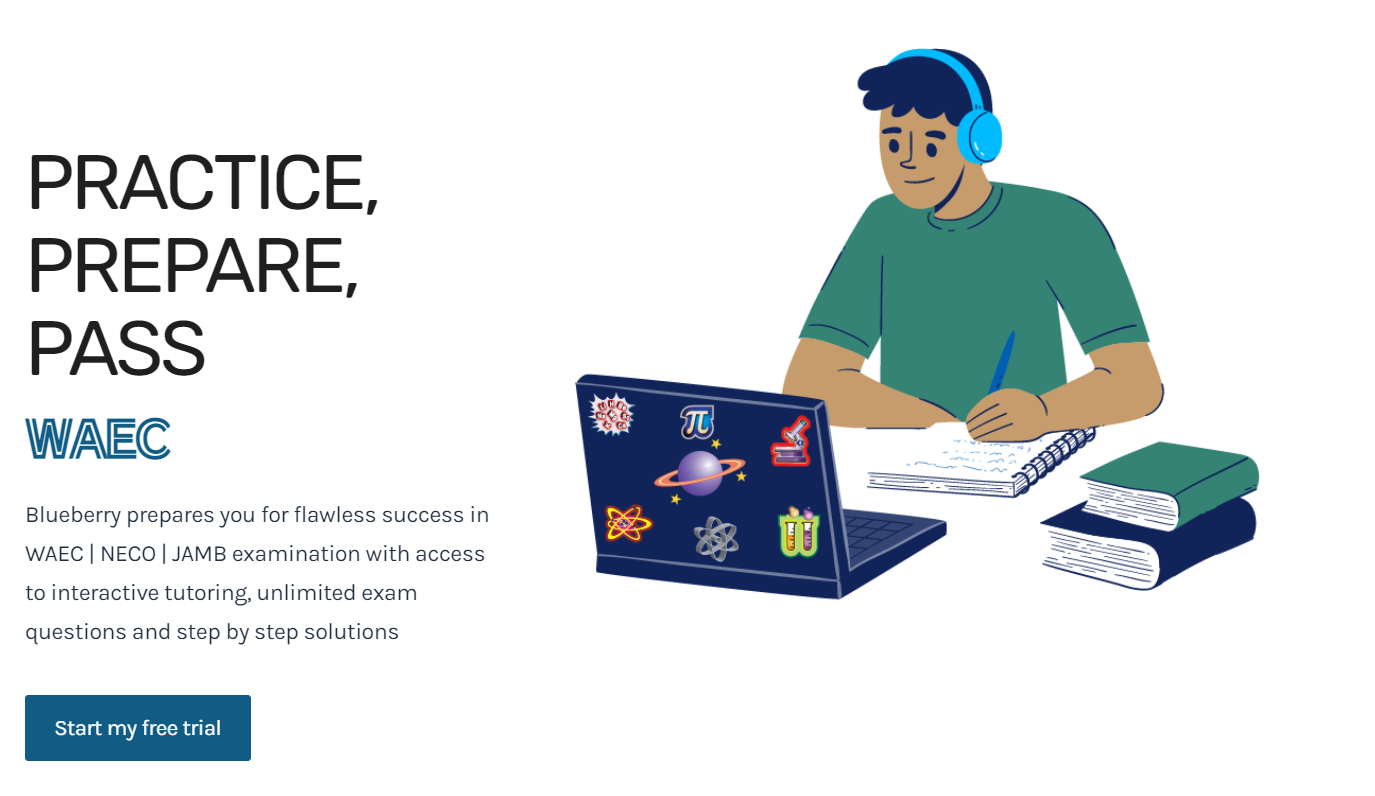 PRACTICE,
PREPARE,
PASS
WAEC
Blueberry prepares you for flawless success in
WAEC | NECO | JAMB examination with access
to interactive tutoring, unlimited exam
questions and step by step solutions
Start my free trial
π